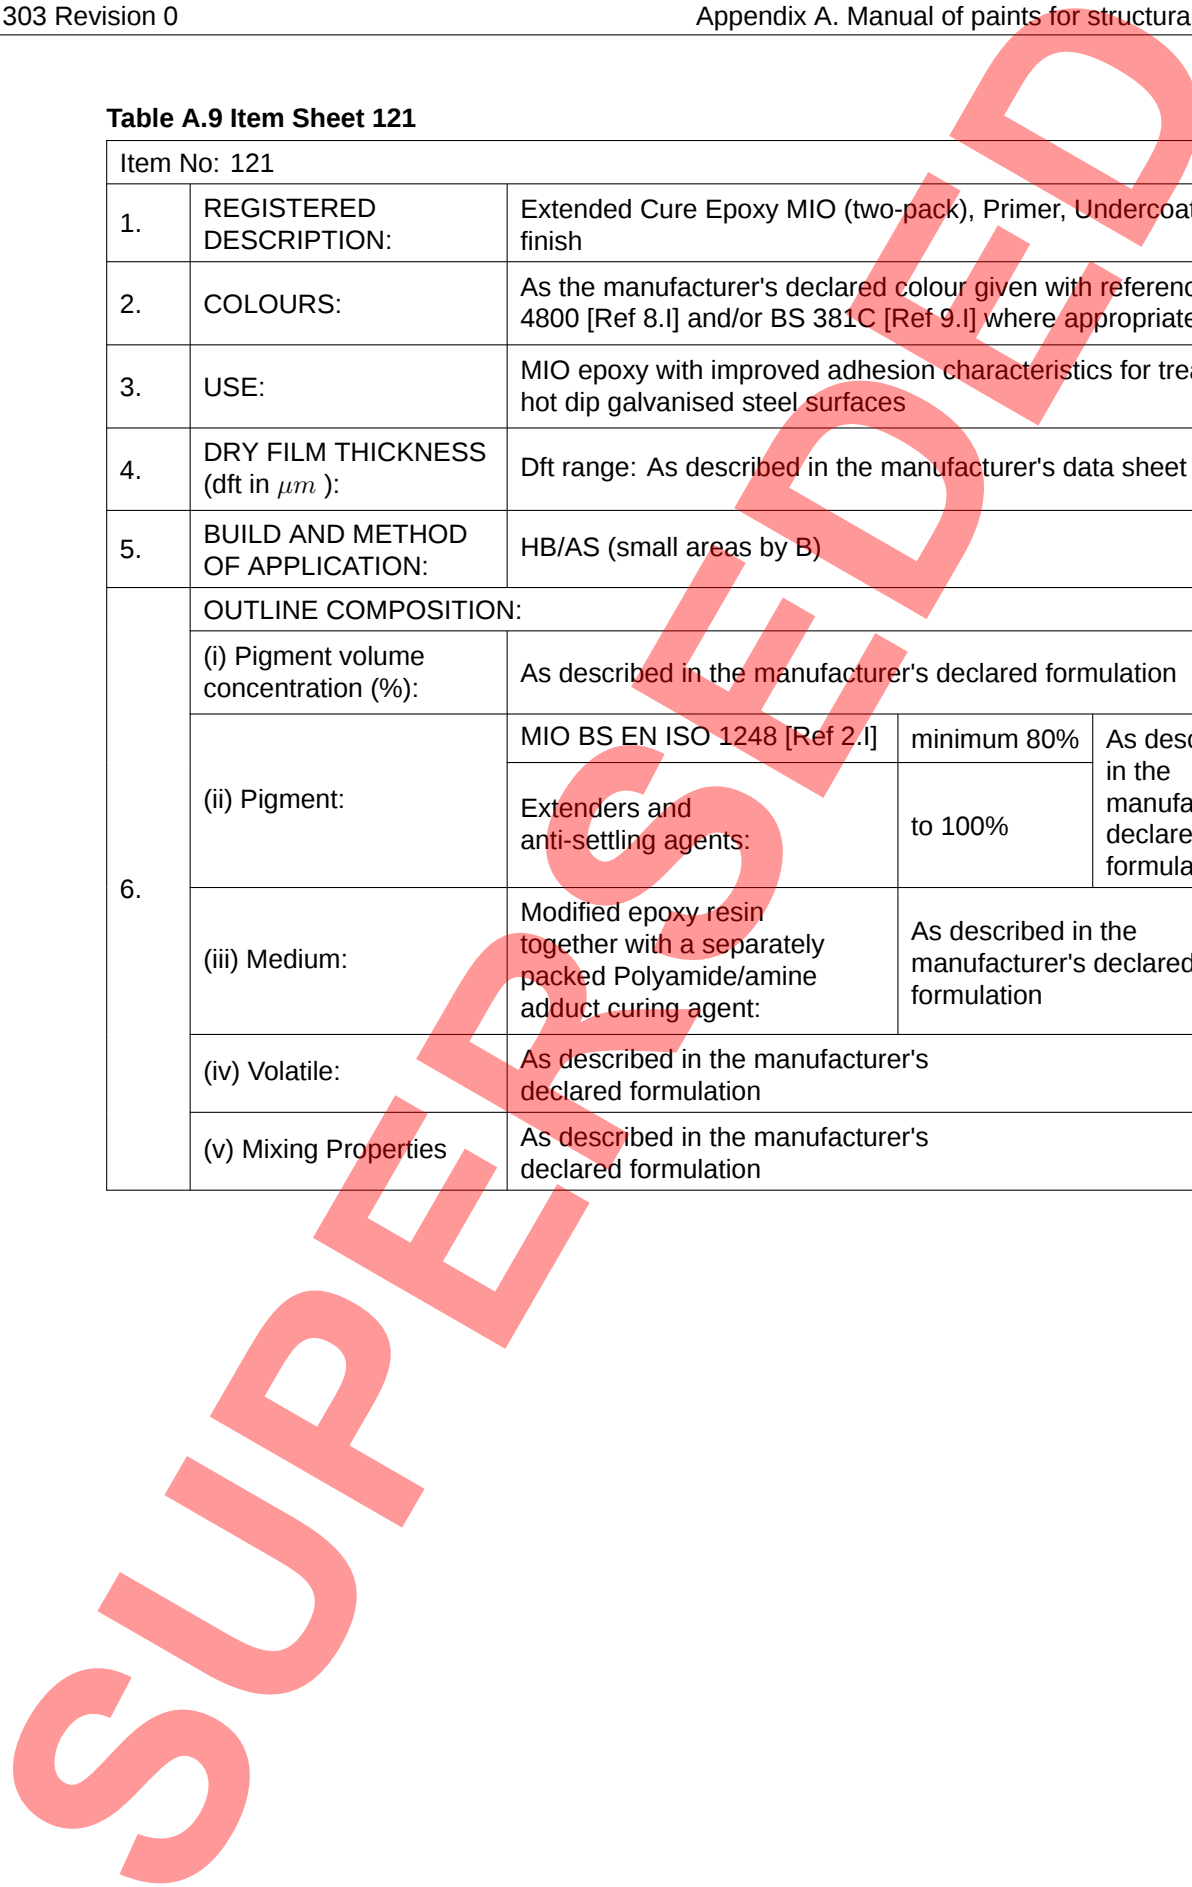 303 Revision 0 Appendix A. Manual of paints for structura
Table A.9 Item Sheet 121
Item No: 121
1. REGISTERED DESCRIPTION: Extended Cure Epoxy MIO (two-pack), Primer, Undercoat
finish
2. COLOURS: As the manufacturer's declared colour given with referenc
4800 [Ref 8.I] and/or BS 381C [Ref 9.I] where appropriate
3. USE: MIO epoxy with improved adhesion characteristics for trea
hot dip galvanised steel surfaces
4. DRY FILM THICKNESS
(dft in μm ): Dft range: As described in the manufacturer's data sheet
5. BUILD AND METHOD
OF APPLICATION: HB/AS (small areas by B)
6. OUTLINE COMPOSITION:
(i) Pigment volume
concentration (%): As described in the manufacturer's declared formulation
(ii) Pigment: MIO BS EN ISO 1248 [Ref 2.I] minimum 80%
Extenders and
anti-settling agents: to 100%
As desc
in the
manufa
declare
formula
(iii) Medium: Modified epoxy resin
together with a separately
packed Polyamide/amine
adduct curing agent:
As described in the
manufacturer's declared
formulation
(iv) Volatile: As described in the manufacturer's
declared formulation
(v) Mixing Properties As described in the manufacturer's
declared formulation
SUPERSEDED